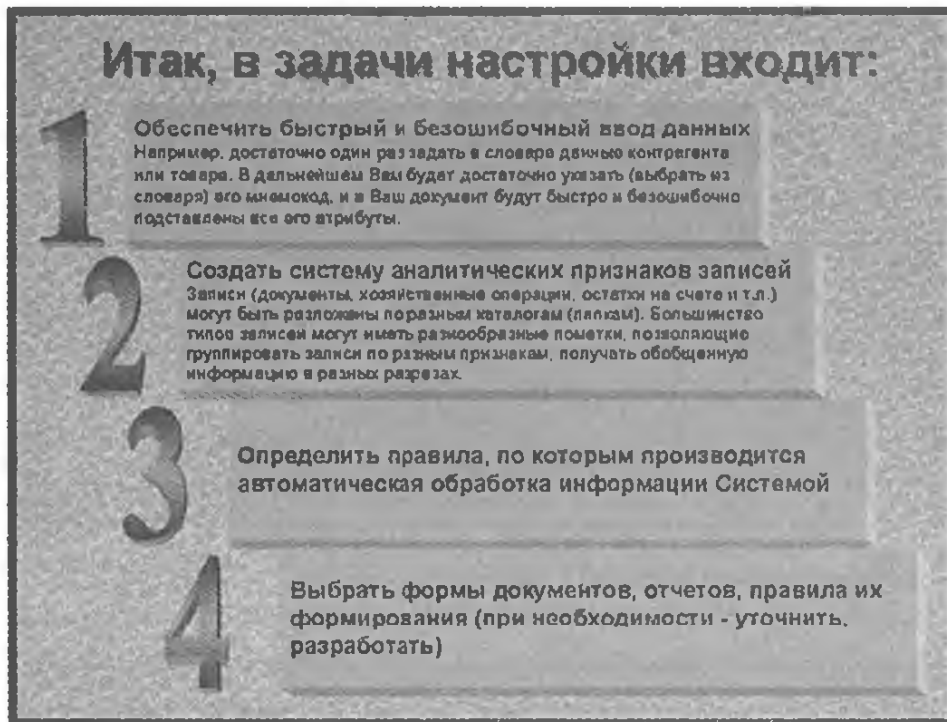 Итак, в задачи настройки входит:
1
Обеспечить быстрый и безошибочный ввод данных
Например, достаточно один раз задать в словаре данные контрагента
или товара. В дальнейшем Вам будет достаточно указать (выбрать из
словаря) его мнемокод, и в Ваш документ будут быстро и безошибочно
подставлены все его атрибуты.
2
Создать систему аналитических признаков записей
Записи (документы, хозяйственные операции, остатки на счете и т.п.)
могут быть разложены по разным каталогам (папкам). Большинство
типов записей могут иметь разнообразные пометки, позволяющие
группировать записи по разным признакам, получать обобщенную
информацию в разных разрезах.
3
Определить правила, по которым производится
автоматическая обработка информации Системой
4
Выбрать формы документов, отчетов, правила их
формирования (при необходимости - уточнить,
разработать)